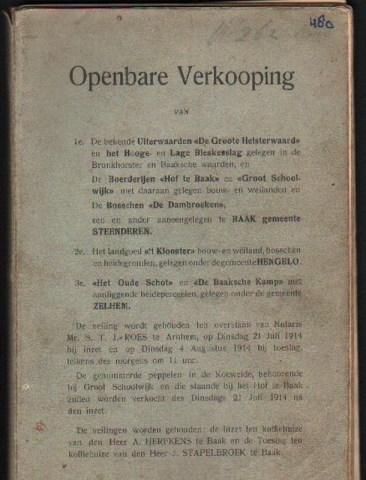 480
Openbare Verkooping
VAN
1e. De bekende Uiterwaarden «De Groote Heisterwaard»
en het Hooge- en Lage Bleskenslag gelegen in de
Bronkhorster en Baaksche waarden, en
De Boerderijen «Hof te Baak» en «Groot School-
wijk» met daaraan gelegen bouw- en weilanden en
De Bosschen «De Dambroeken»,
een en ander aaneengelegen te BAAK gemeente
STEENDEREN.
2e. Het landgoed «'t Klooster» bouw- en weiland, bosschen
en heidegronden, gelegen onder de gemeente HENGELO.
3e. «Het Oude Schot» en «De Baaksche Kamp» met
aanliggende heideperceelen, gelegen onder de gemeente
ZELHEM.
De veiling wordt gehouden ten overstaan van Notaris
Mr. S. T. J. ROES te Arnhem, op Dinsdag 21 Juli 1914
bij inzet en op Dinsdag 4 Augustus 1914 bij toeslag,
telkens des morgens om 11 uur.
De genummerde peppelen in de Koeweide, behoorende
bij Groot Schoolwijk en die staande bij het Hof te Baak
zullen worden verkocht des Dinsdags 21 Juli 1914 na
den inzet.
De veilingen worden gehouden: de Inzet ten koffiehuize
van den Heer A. HERFKENS te Baak en de Toeslag ten
koffiehuize van den Heer J. STAPELBROEK te Baak.